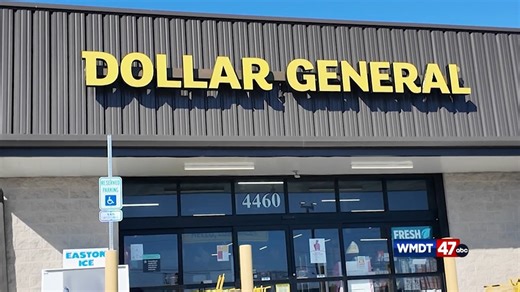 DOLLAR GENERAL
4460
RESERVED
PARKING
FRESH
EASTON
ICE
WMDT 47 abc